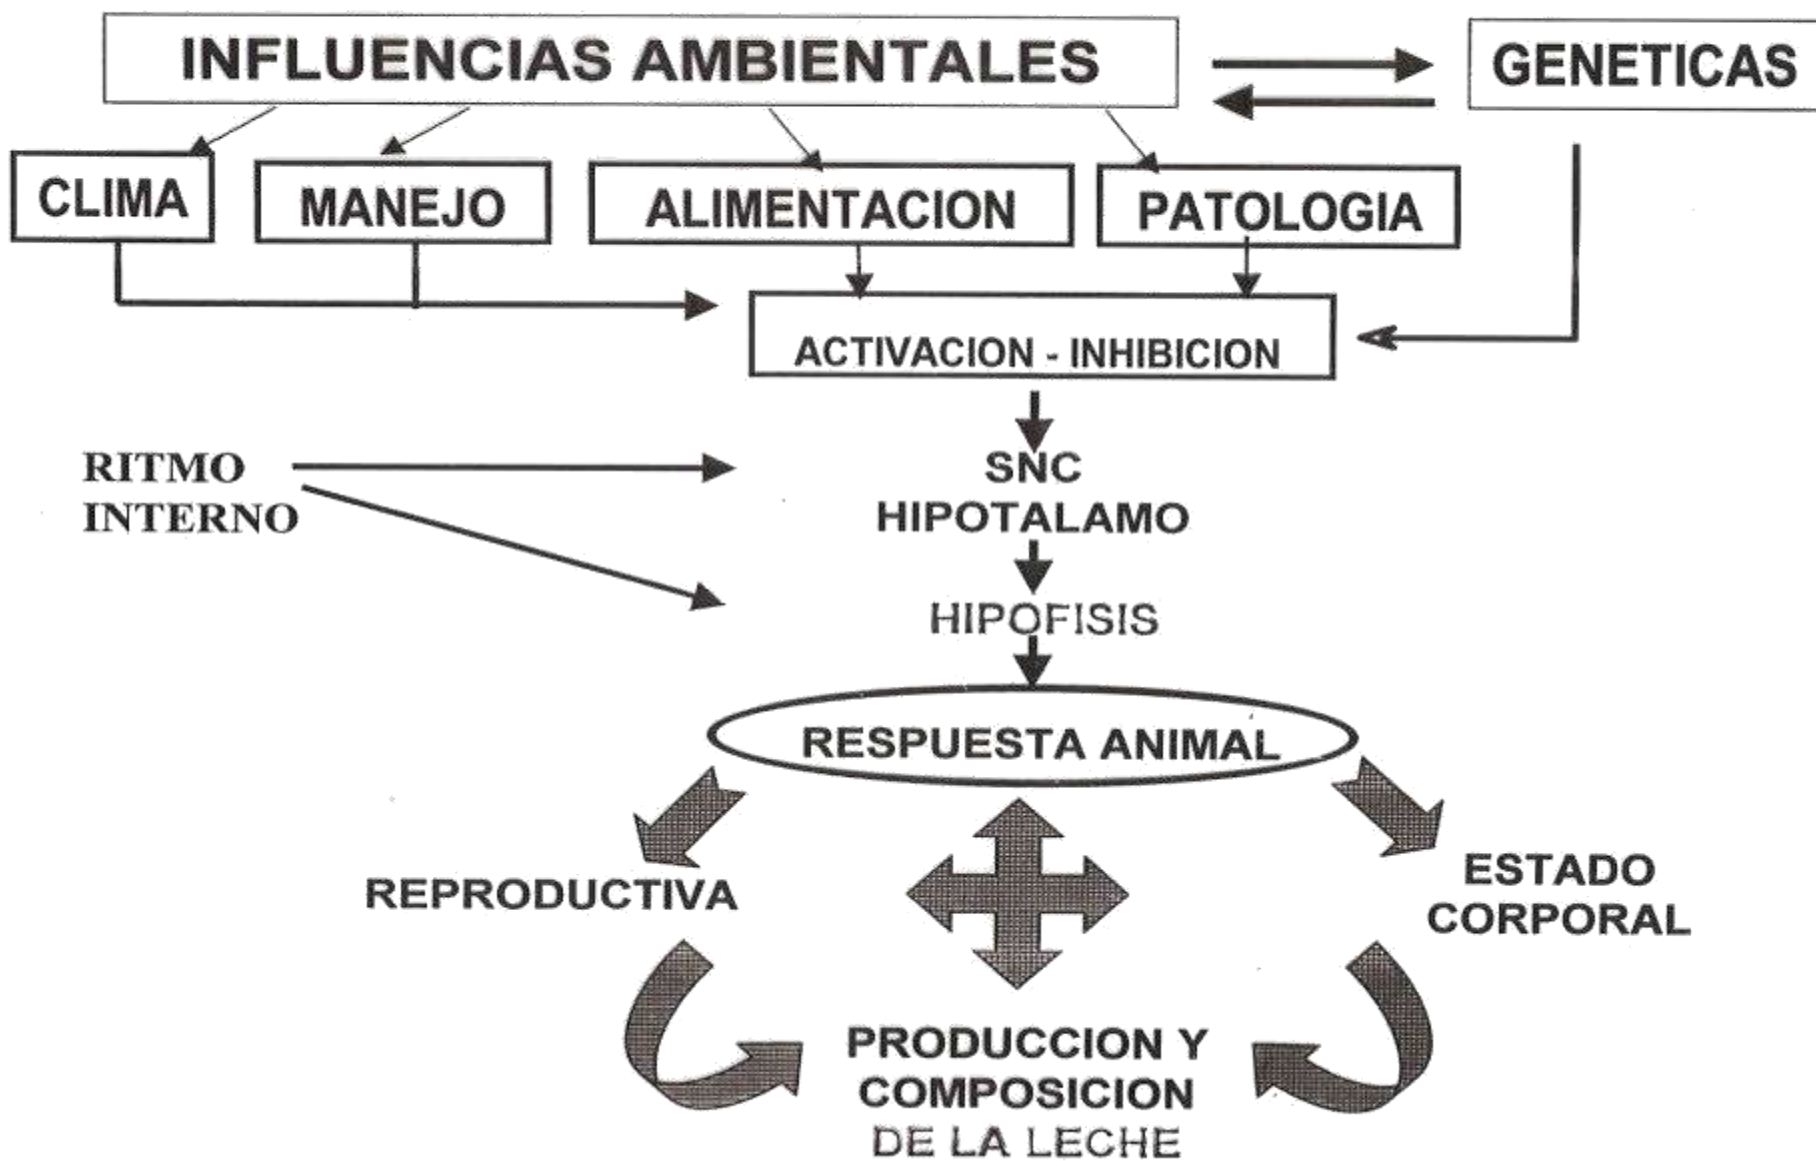 INFLUENCIAS AMBIENTALES
GENETICAS
CLIMA
MANEJO
ALIMENTACION
PATOLOGIA
ACTIVACION - INHIBICION
RITMO
INTERNO
SNC
HIPOTALAMO
HIPOFISIS
RESPUESTA ANIMAL
REPRODUCTIVA
ESTADO
CORPORAL
PRODUCCION Y
COMPOSICION
DE LA LECHE